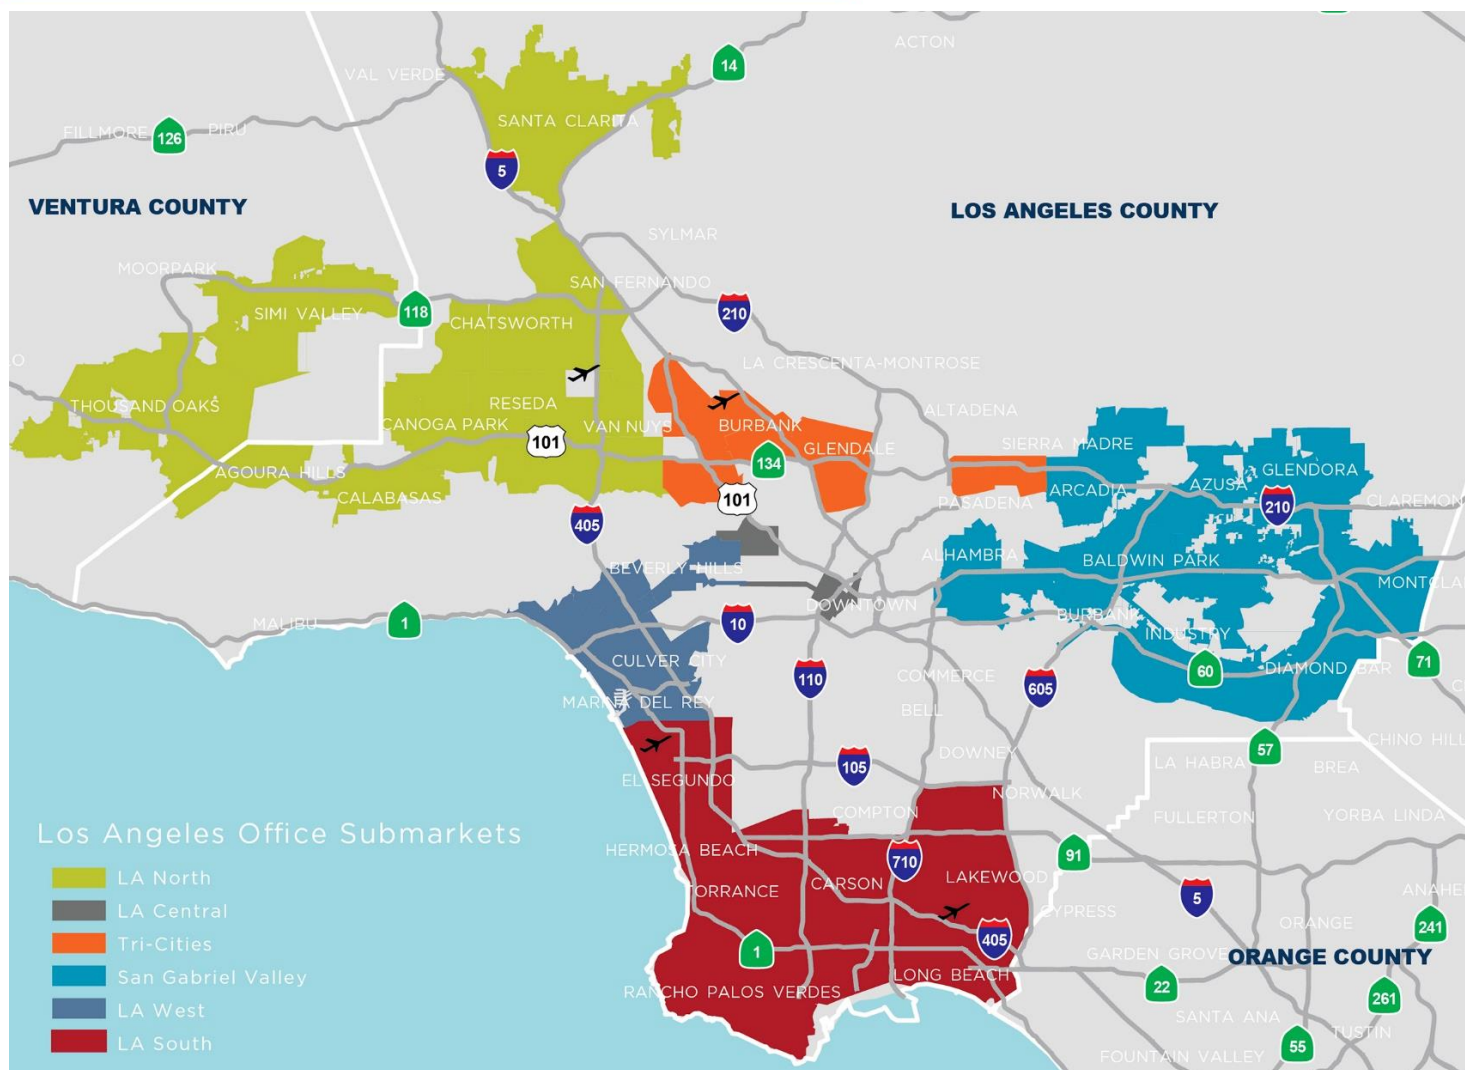 ACTON
14
VAL VERDE
SANTA CLARITA
FILLMORE
126
PIRU
5
VENTURA COUNTY
LOS ANGELES COUNTY
SYLMAR
MOORPARK
SAN FERNANDO
SIMI VALLEY
118
CHATSWORTH
210
O
LA CRESCENTA-MONTROSE
THOUSAND OAKS
RESEDA
ALTADENA
CANOGA PARK
VAN NUYS
BURBANK
101
GLENDALE
SIERRA MADRE
134
AGOURA HILLS
GLENDORA
CALABASAS
101
PASADENA
ARCADIA
AZUSA
210
CLAREMON
405
BEVERLY HILLS
ALHAMBRA
BALDWIN PARK
MONTCLA
DOWNTOWN
MALIBU
1
10
BURBANK
INDUSTRY
CULVER CITY
110
COMMERCE
605
60
DIAMOND BAR
71
C
MARINA DEL REY
BELL
DOWNEY
57
CHINO HILL
LA HABRA
BREA
EL SEGUNDO
105
NORWALK
COMPTON
FULLERTON
YORBA LINDA
Los Angeles Office Submarkets
HERMOSA BEACH
710
91
LA North
TORRANCE
CARSON
LAKEWOOD
5
ANAHE
LA Central
CYPRESS
ORANGE
241
Tri-Cities
1
405
GARDEN GROVE
ORANGE COUNTY
San Gabriel Valley
RANCHO PALOS VERDES
LONG BEACH
22
261
LA West
SANTA ANA
TUSTIN
LA South
FOUNTAIN VALLEY
55